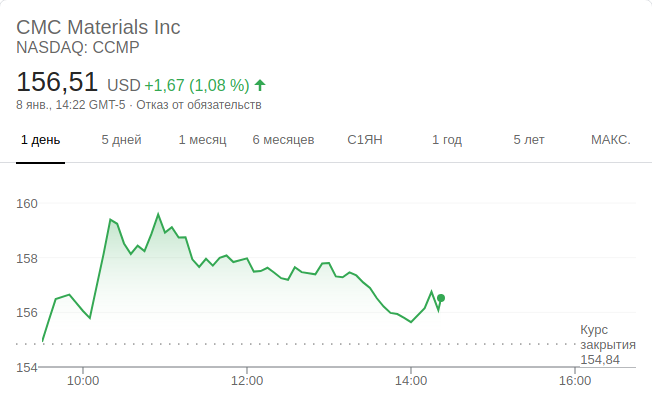 CMC Materials Inc
NASDAQ: CCMP
156,51 USD +1,67 (1,08 %)
8 янв., 14:22 GMT-5 · Отказ от обязательств
1 день 5 дней 1 месяц 6 месяцев С1ЯН 1 год 5 лет МАКС.
160
158
156
Курс
закрытия
154,84
154
10:00 12:00 14:00 16:00